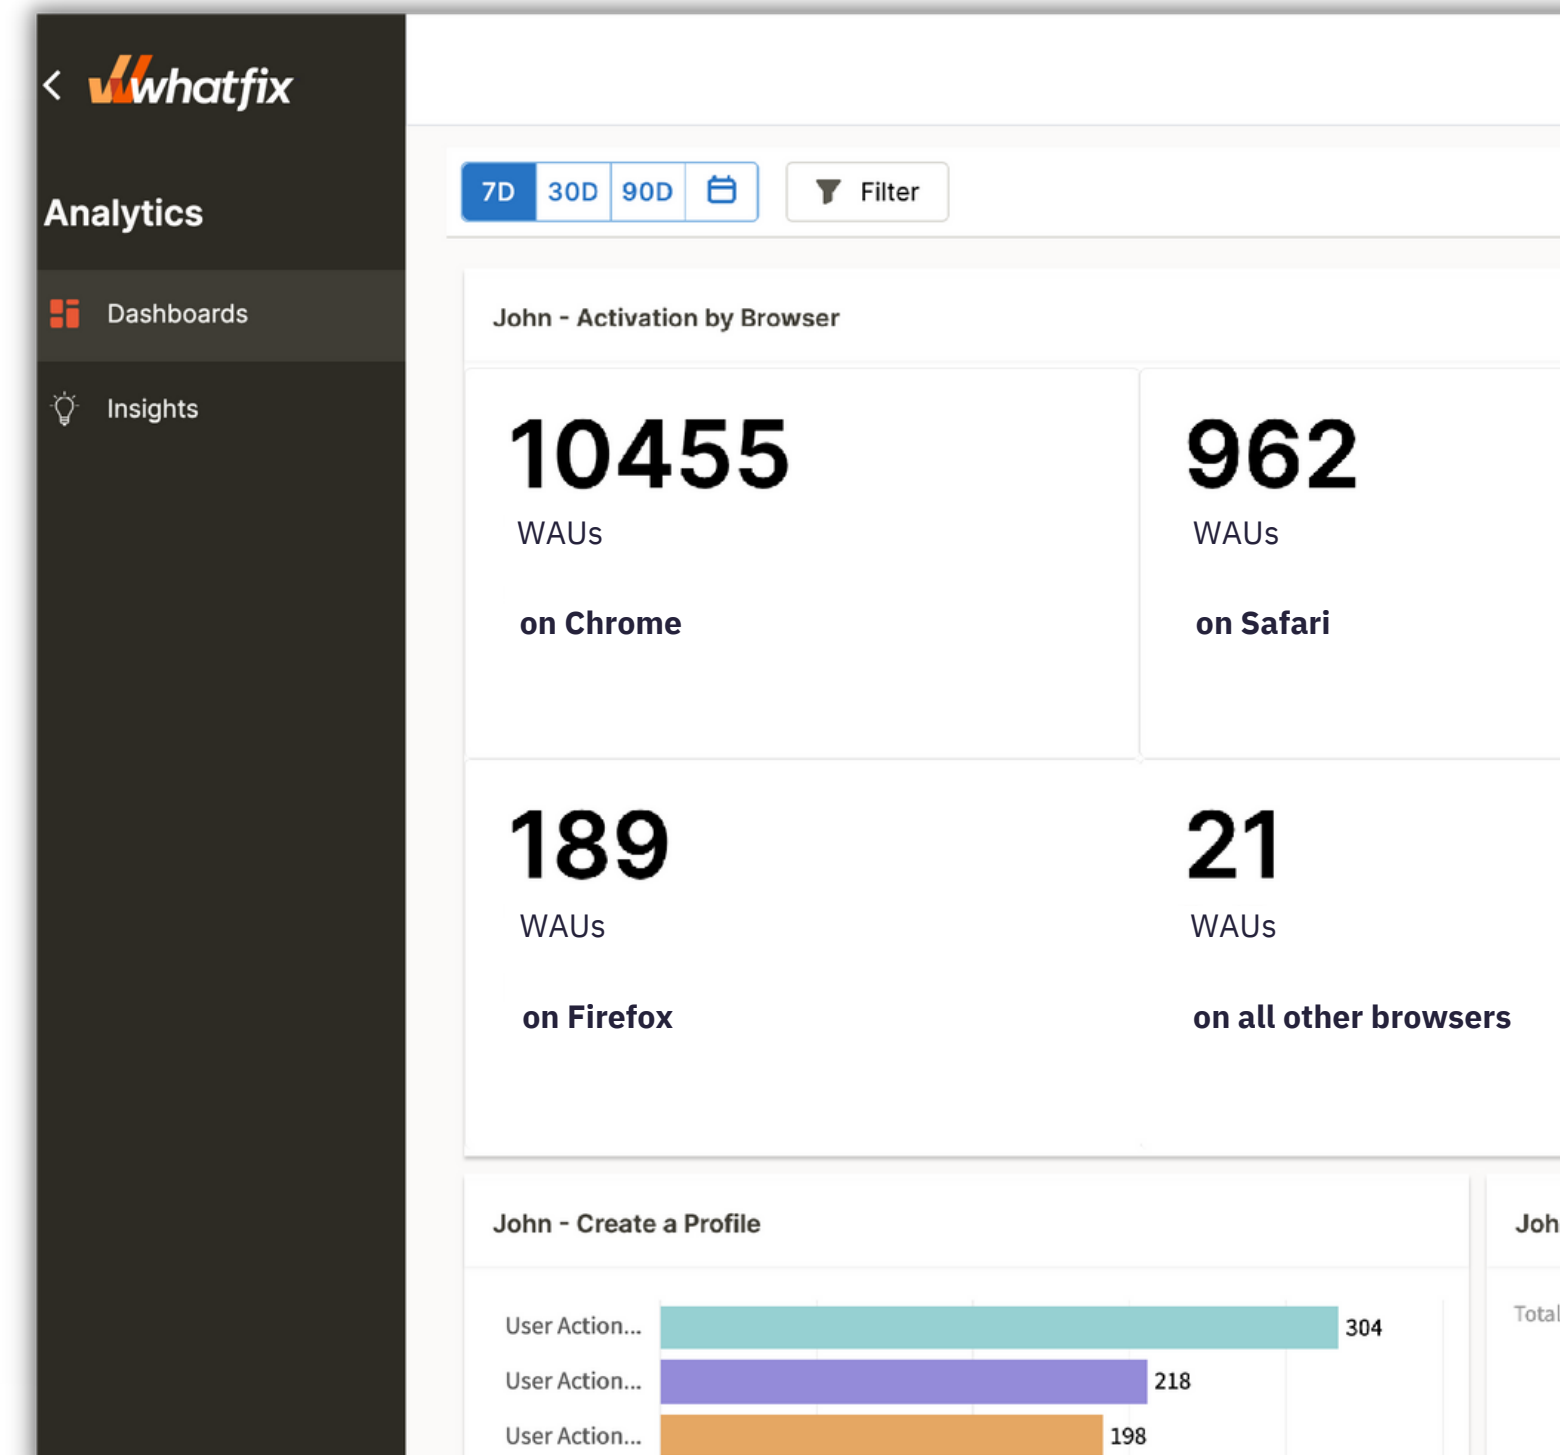 whatfix
Analytics
Dashboards
Insights
7D 30D 90D Filter
John - Activation by Browser
10455
WAUs
on Chrome
962
WAUs
on Safari
189
WAUs
on Firefox
21
WAUs
on all other browsers
John - Create a Profile
User Action... 304
User Action... 218
User Action... 198
Joh
Total